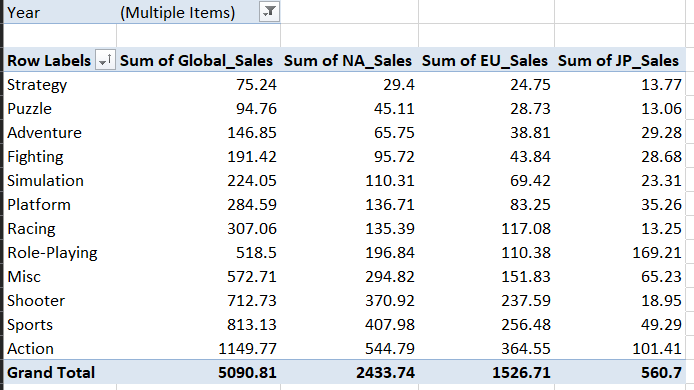 Year (Multiple Items)
Row Labels Sum of Global_Sales Sum of NA_Sales Sum of EU_Sales Sum of JP_Sales
Strategy 75.24 29.4 24.75 13.77
Puzzle 94.76 45.11 28.73 13.06
Adventure 146.85 65.75 38.81 29.28
Fighting 191.42 95.72 43.84 28.68
Simulation 224.05 110.31 69.42 23.31
Platform 284.59 136.71 83.25 35.26
Racing 307.06 135.39 117.08 13.25
Role-Playing 518.5 196.84 110.38 169.21
Misc 572.71 294.82 151.83 65.23
Shooter 712.73 370.92 237.59 18.95
Sports 813.13 407.98 256.48 49.29
Action 1149.77 544.79 364.55 101.41
Grand Total 5090.81 2433.74 1526.71 560.7